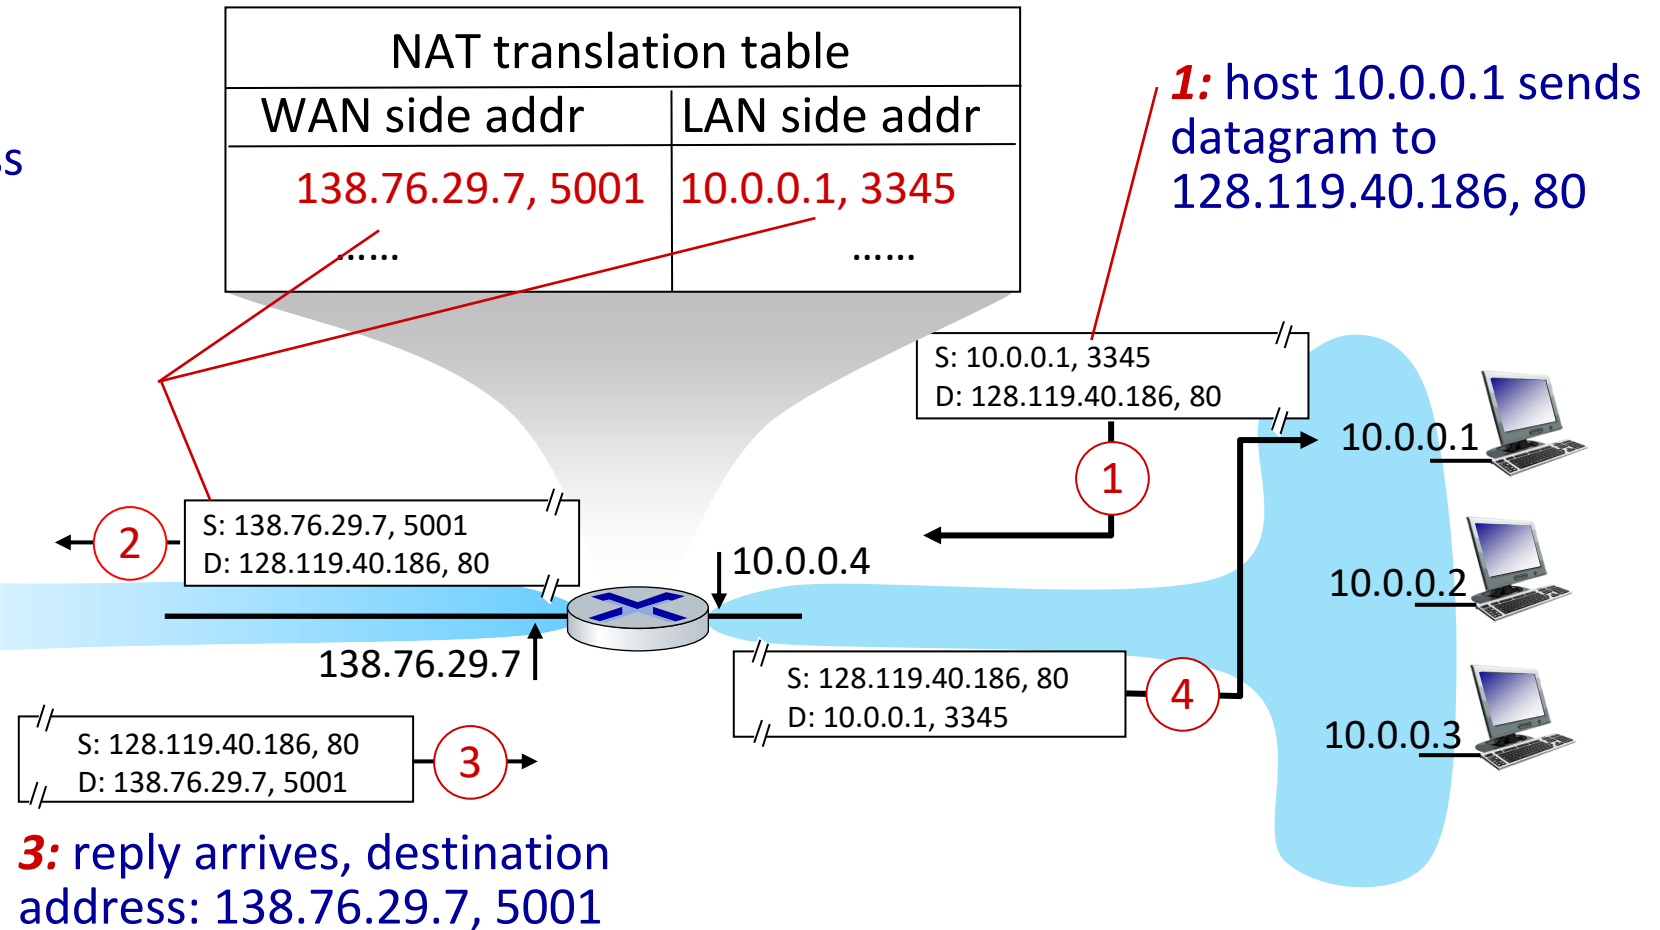 NAT translation table
WAN side addr LAN side addr
138.76.29.7, 5001 10.0.0.1, 3345
…… ……
1: host 10.0.0.1 sends
datagram to
128.119.40.186, 80
S: 10.0.0.1, 3345
D: 128.119.40.186, 80
1
10.0.0.1
S: 138.76.29.7, 5001
D: 128.119.40.186, 80
2
10.0.0.4
10.0.0.2
138.76.29.7
S: 128.119.40.186, 80
D: 10.0.0.1, 3345
4
10.0.0.3
S: 128.119.40.186, 80
D: 138.76.29.7, 5001
3
3: reply arrives, destination
address: 138.76.29.7, 5001